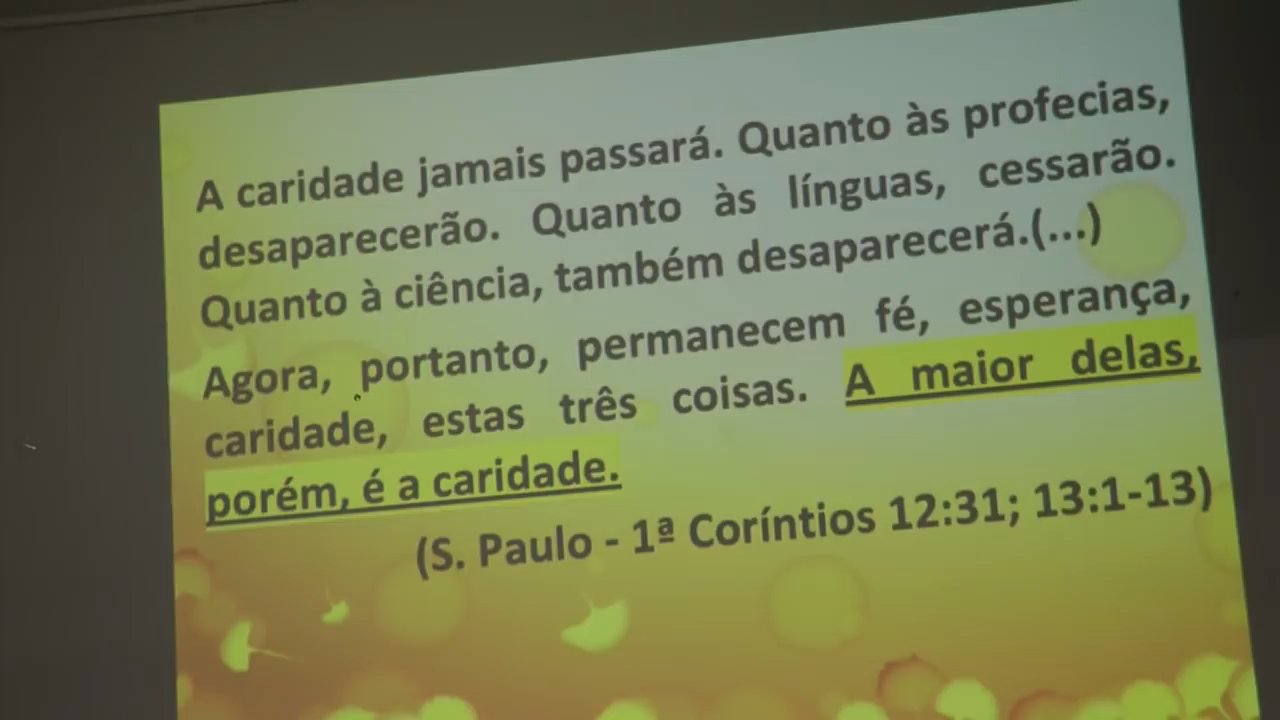 A caridade jamais passará. Quanto às profecias,
desaparecerão. Quanto às línguas, cessarão.
Quanto à ciência, também desaparecerá.(...)
Agora, portanto, permanecem fé, esperança,
caridade, estas três coisas. A maior delas,
porém, é a caridade.
(S. Paulo - 1ª Coríntios 12:31; 13:1-13)